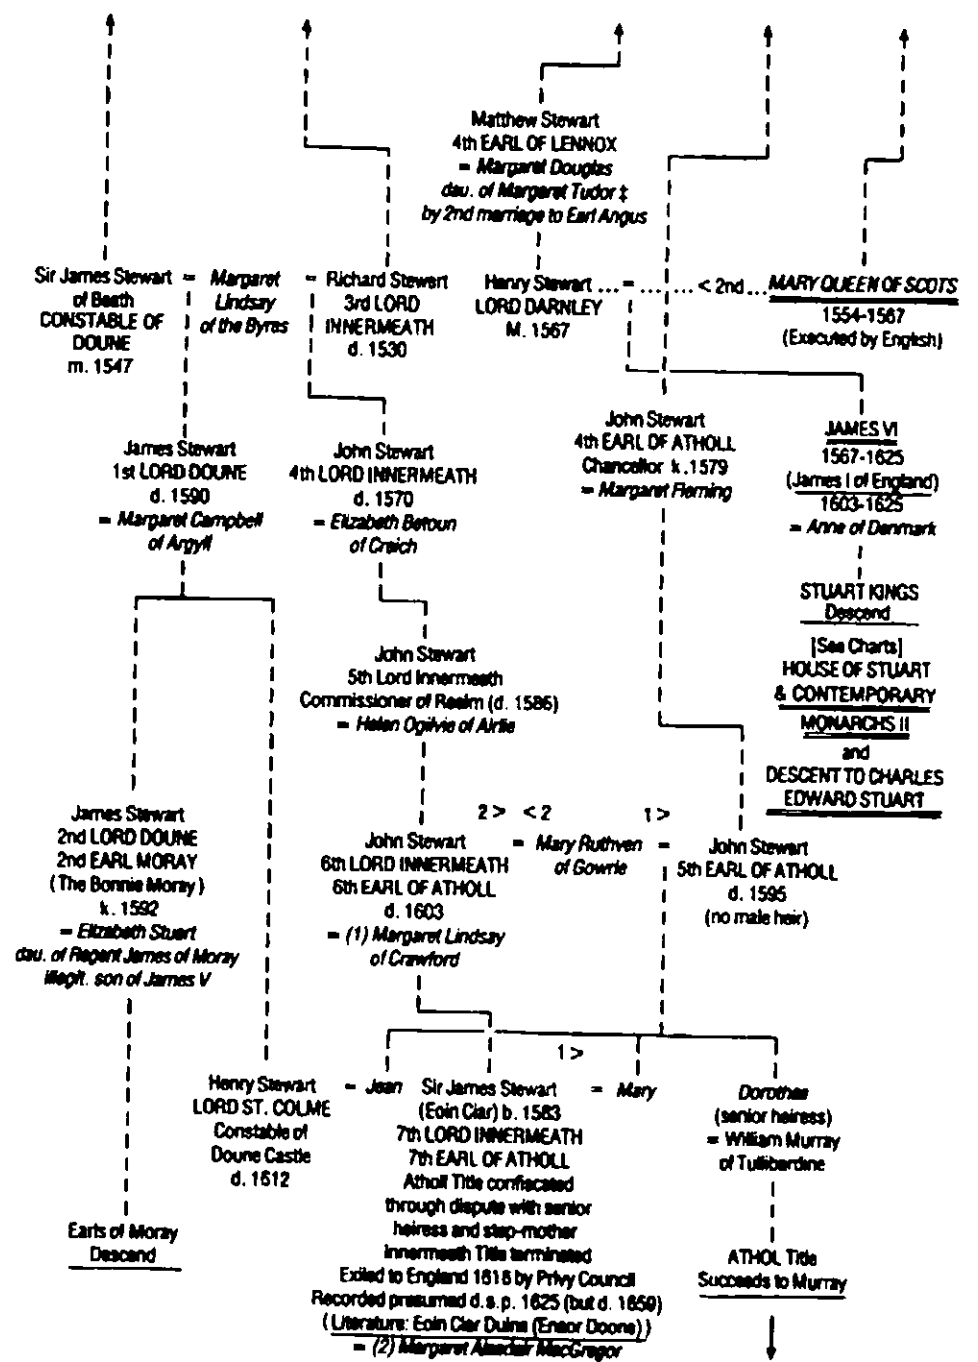 Matthew Stewart
4th EARL OF LENNOX
= Margaret Douglas
dau. of Margaret Tudor ‡
by 2nd marriage to Earl Angus
Sir James Stewart
of Beath
CONSTABLE OF
DOUNE
m. 1547
= Margaret
Lindsay
of the Byres
= Richard Stewart
3rd LORD
INNERMEATH
d. 1530
Henry Stewart
LORD DARNLEY
M. 1567
... = ... ... < 2nd ...
MARY QUEEN OF SCOTS
1554-1567
(Executed by English)
James Stewart
1st LORD DOUNE
d. 1590
= Margaret Campbell
of Argyll
John Stewart
4th LORD INNERMEATH
d. 1570
= Elizabeth Betoun
of Creich
John Stewart
4th EARL OF ATHOLL
Chancellor k.1579
= Margaret Fleming
JAMES VI
1567-1625
(James I of England)
1603-1625
= Anne of Denmark
STUART KINGS
Descend
[See Charts]
HOUSE OF STUART
& CONTEMPORARY
MONARCHS II
and
DESCENT TO CHARLES
EDWARD STUART
John Stewart
5th Lord Innermeath
Commissioner of Realm (d. 1586)
= Helen Ogilvie of Airlie
James Stewart
2nd LORD DOUNE
2nd EARL MORAY
(The Bonnie Moray)
k. 1592
= Elizabeth Stuart
dau. of Regent James of Moray
illegit. son of James V
2 > < 2
1 >
John Stewart
6th LORD INNERMEATH
6th EARL OF ATHOLL
d. 1603
= (1) Margaret Lindsay
of Crawford
= Mary Ruthven =
of Gowrie
John Stewart
5th EARL OF ATHOLL
d. 1595
(no male heir)
1 >
Henry Stewart
LORD ST. COLME
Constable of
Doune Castle
d. 1612
= Jean
Sir James Stewart
(Eoin Ciar) b. 1583
7th LORD INNERMEATH
7th EARL OF ATHOLL
Atholl Title confiscated
through dispute with senior
heiress and step-mother
Innermeath Title terminated
Exiled to England 1618 by Privy Council
Recorded presumed d.s.p. 1625 (but d. 1659)
(Literature: Eoin Ciar Duine (Ensor Doone))
= (2) Margaret Alasdair MacGregor
= Mary
Dorothea
(senior heiress)
= William Murray
of Tullibardine
Earls of Moray
Descend
ATHOL Title
Succeeds to Murray